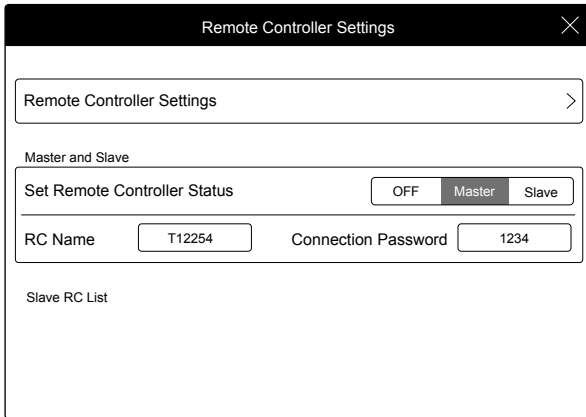 Remote Controller Settings
Remote Controller Settings
Master and Slave
Set Remote Controller Status OFF Master Slave
RC Name T12254 Connection Password 1234
Slave RC List